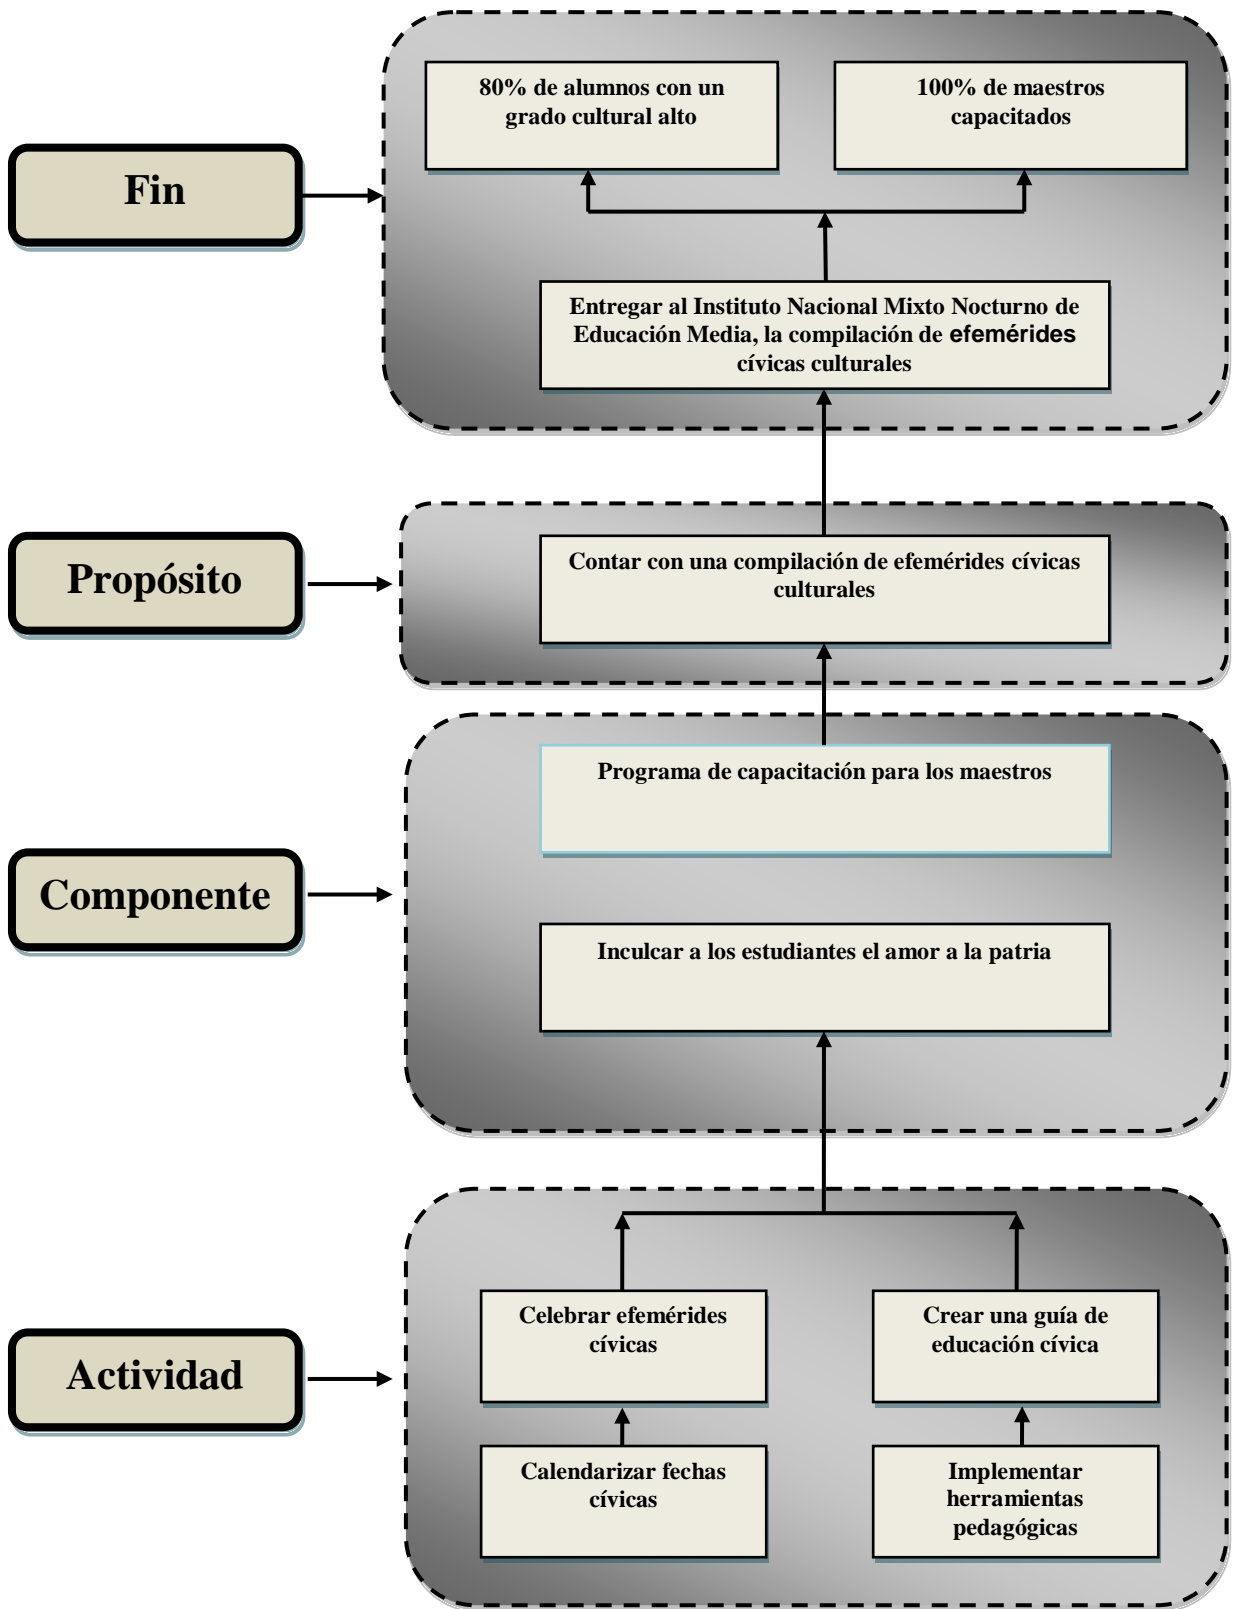 80% de alumnos con un
grado cultural alto
100% de maestros
capacitados
Fin
Entregar al Instituto Nacional Mixto Nocturno de
Educación Media, la compilación de efemérides
cívicas culturales
Propósito
Contar con una compilación de efemérides cívicas
culturales
Programa de capacitación para los maestros
Componente
Inculcar a los estudiantes el amor a la patria
Celebrar efemérides
cívicas
Crear una guía de
educación cívica
Actividad
Calendarizar fechas
cívicas
Implementar
herramientas
pedagógicas